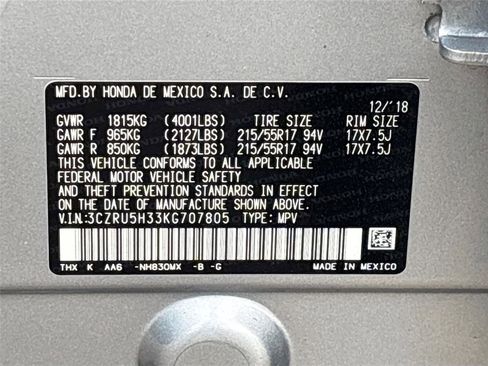 MFD. BY HONDA DE MEXICO S.A. DE C.V.
12/'18
GVWR 1815KG (4001LBS) TIRE SIZE RIM SIZE
GAWR F 965KG (2127LBS) 215/55R17 94V 17X7.5J
GAWR R 850KG (1873LBS) 215/55R17 94V 17X7.5J
THIS VEHICLE CONFORMS TO ALL APPLICABLE
FEDERAL MOTOR VEHICLE SAFETY
AND THEFT PREVENTION STANDARDS IN EFFECT
ON THE DATE OF MANUFACTURE SHOWN ABOVE.
V.I.N:3CZRU5H33KG707805 TYPE: MPV
THX K AA6 -NH830MX -B -G MADE IN MEXICO